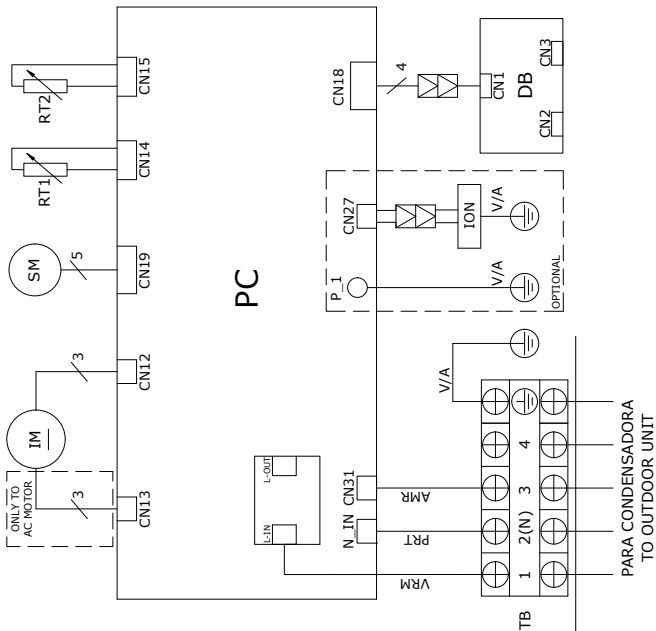 CN15
RT2
CN14
RT1
SM
5
CN19
3
CN12
IM
ONLY TO
AC MOTOR
3
CN13
PC
CN18
4
CN1
DB
CN3
CN2
CN27
ION
V/A
P_1
V/A
OPTIONAL
L-OUT
L-IN
CN31
N_IN
V/A
AMR
PRT
VRM
4
3
2(N)
1
TB
PARA CONDENSADORA
TO OUTDOOR UNIT